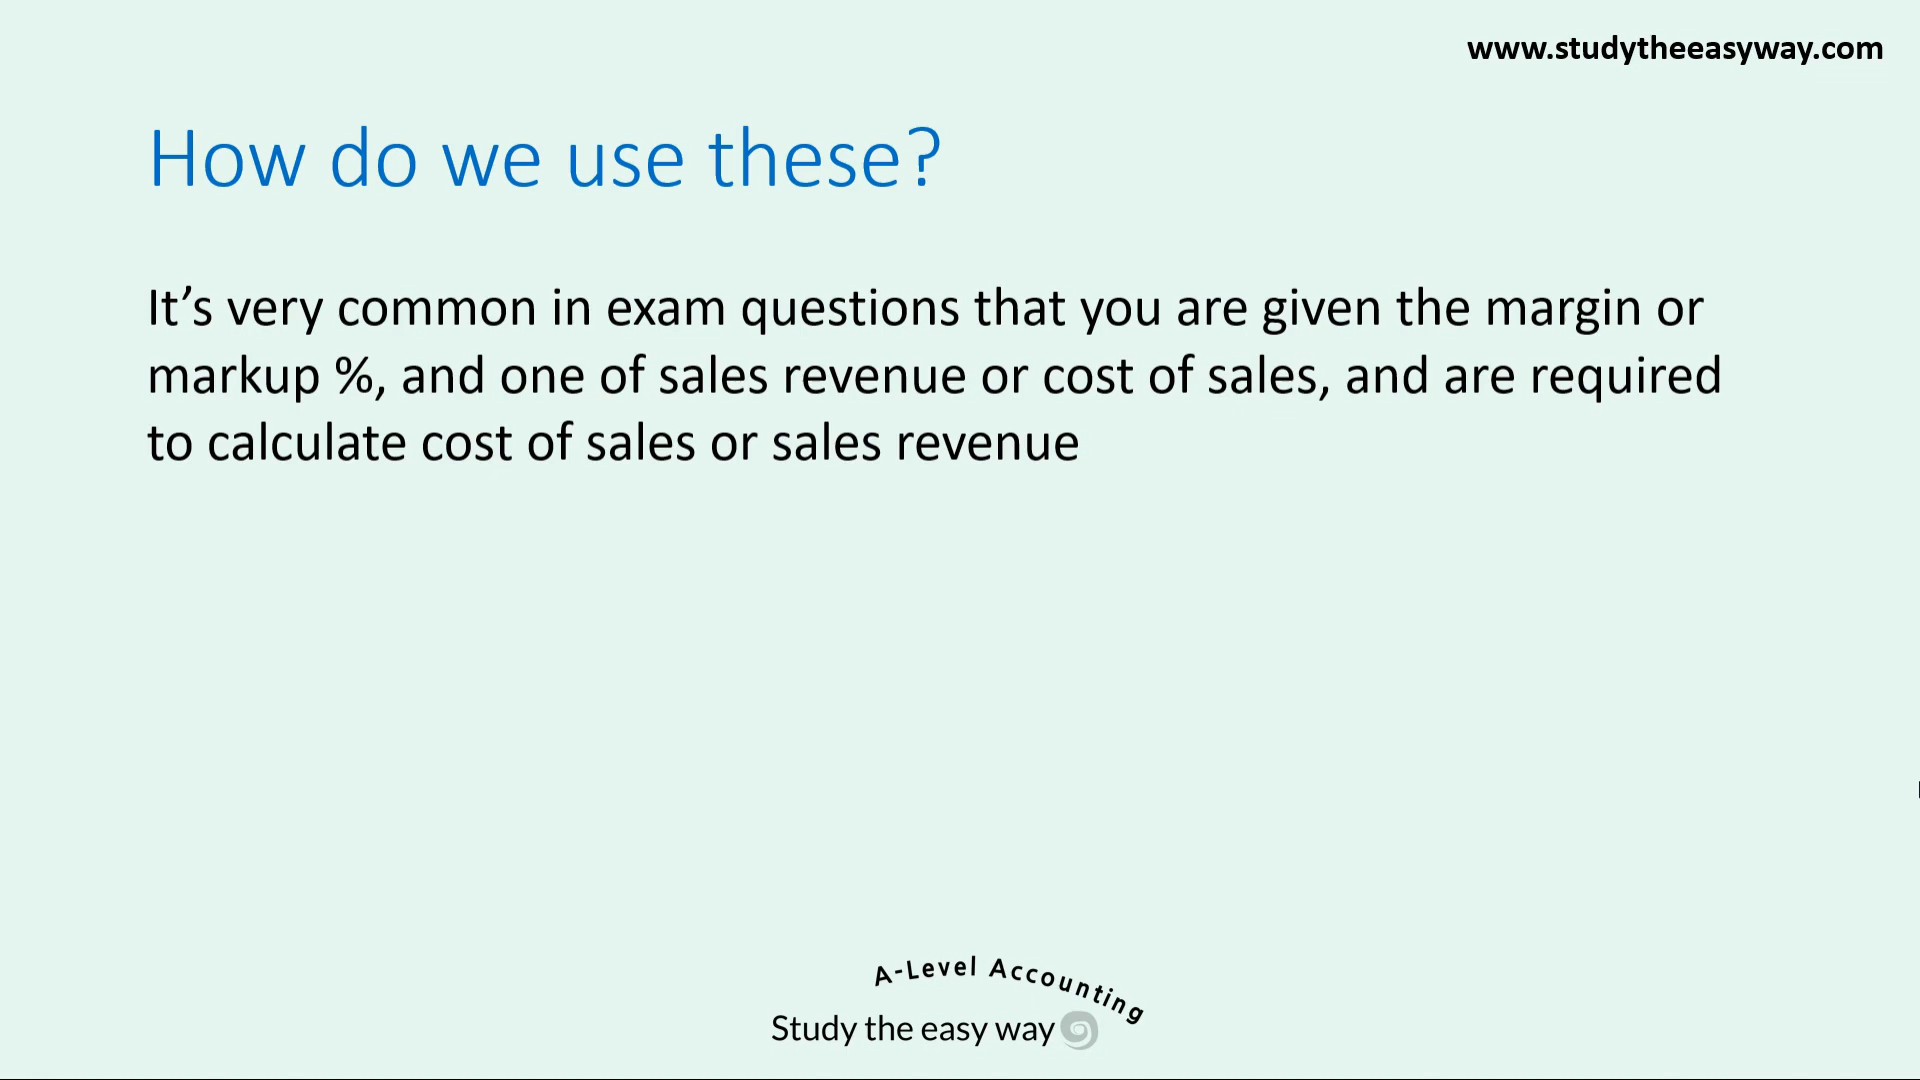 www.studytheeasyway.com
How do we use these?
It’s very common in exam questions that you are given the margin or
markup %, and one of sales revenue or cost of sales, and are required
to calculate cost of sales or sales revenue
A-Level Accounting
Study the easy way